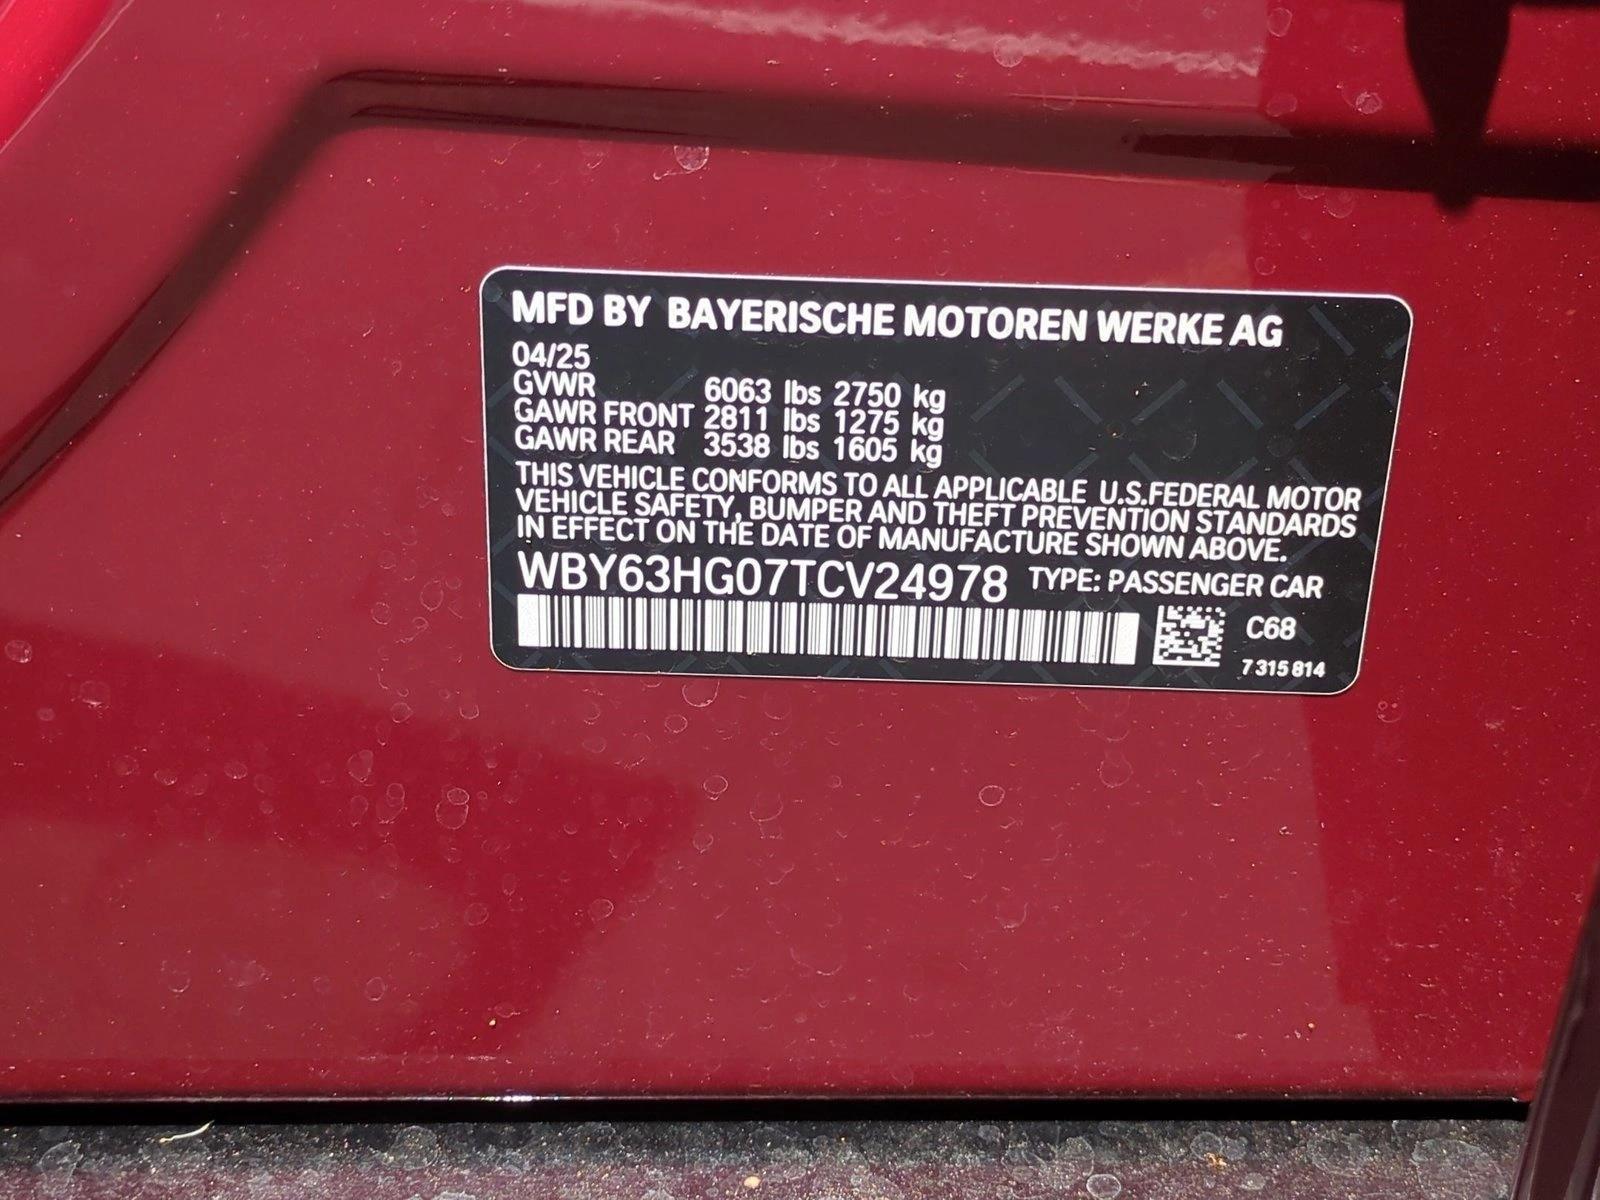 MFD BY BAYERISCHE MOTOREN WERKE AG
04/25
GVWR 6063 lbs 2750 kg
GAWR FRONT 2811 lbs 1275 kg
GAWR REAR 3538 lbs 1605 kg
THIS VEHICLE CONFORMS TO ALL APPLICABLE U.S.FEDERAL MOTOR
VEHICLE SAFETY, BUMPER AND THEFT PREVENTION STANDARDS
IN EFFECT ON THE DATE OF MANUFACTURE SHOWN ABOVE.
WBY63HG07TCV24978 TYPE: PASSENGER CAR
C68
7 315 814